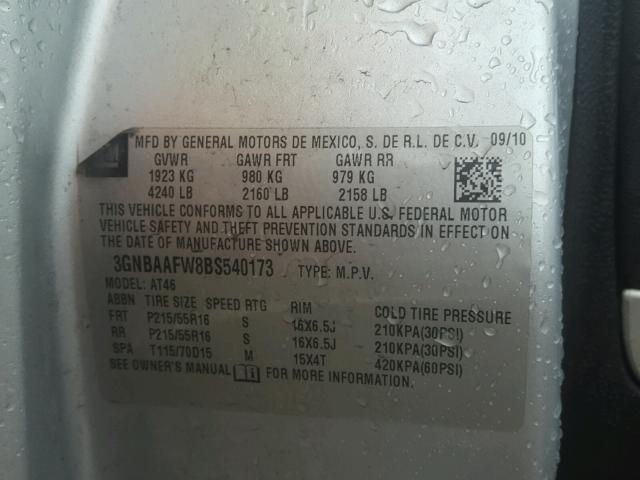 MFD BY GENERAL MOTORS DE MEXICO, S. DE R.L. DE C.V. 09/10
GVWR GAWR FRT GAWR RR
1923 KG 980 KG 979 KG
4240 LB 2160 LB 2158 LB
THIS VEHICLE CONFORMS TO ALL APPLICABLE U.S. FEDERAL MOTOR
VEHICLE SAFETY AND THEFT PREVENTION STANDARDS IN EFFECT ON
THE DATE OF MANUFACTURE SHOWN ABOVE.
3GNBAAFW8BS540173 TYPE: M.P.V.
MODEL: AT46
ABBN TIRE SIZE SPEED RTG RIM COLD TIRE PRESSURE
FRT P215/55R16 S 16X6.5J 210KPA(30PSI)
RR P215/55R16 S 16X6.5J 210KPA(30PSI)
SPA T115/70D15 M 15X4T 420KPA(60PSI)
SEE OWNER'S MANUAL FOR MORE INFORMATION.